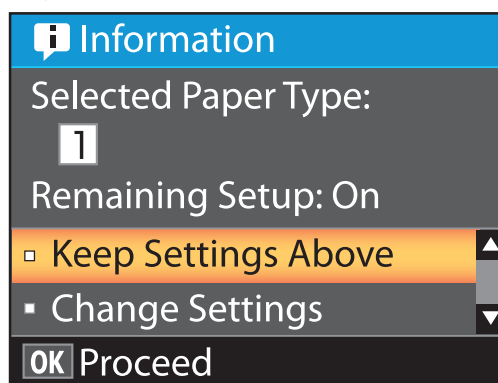 Information
Selected Paper Type:
1
Remaining Setup: On
Keep Settings Above
Change Settings
OK Proceed